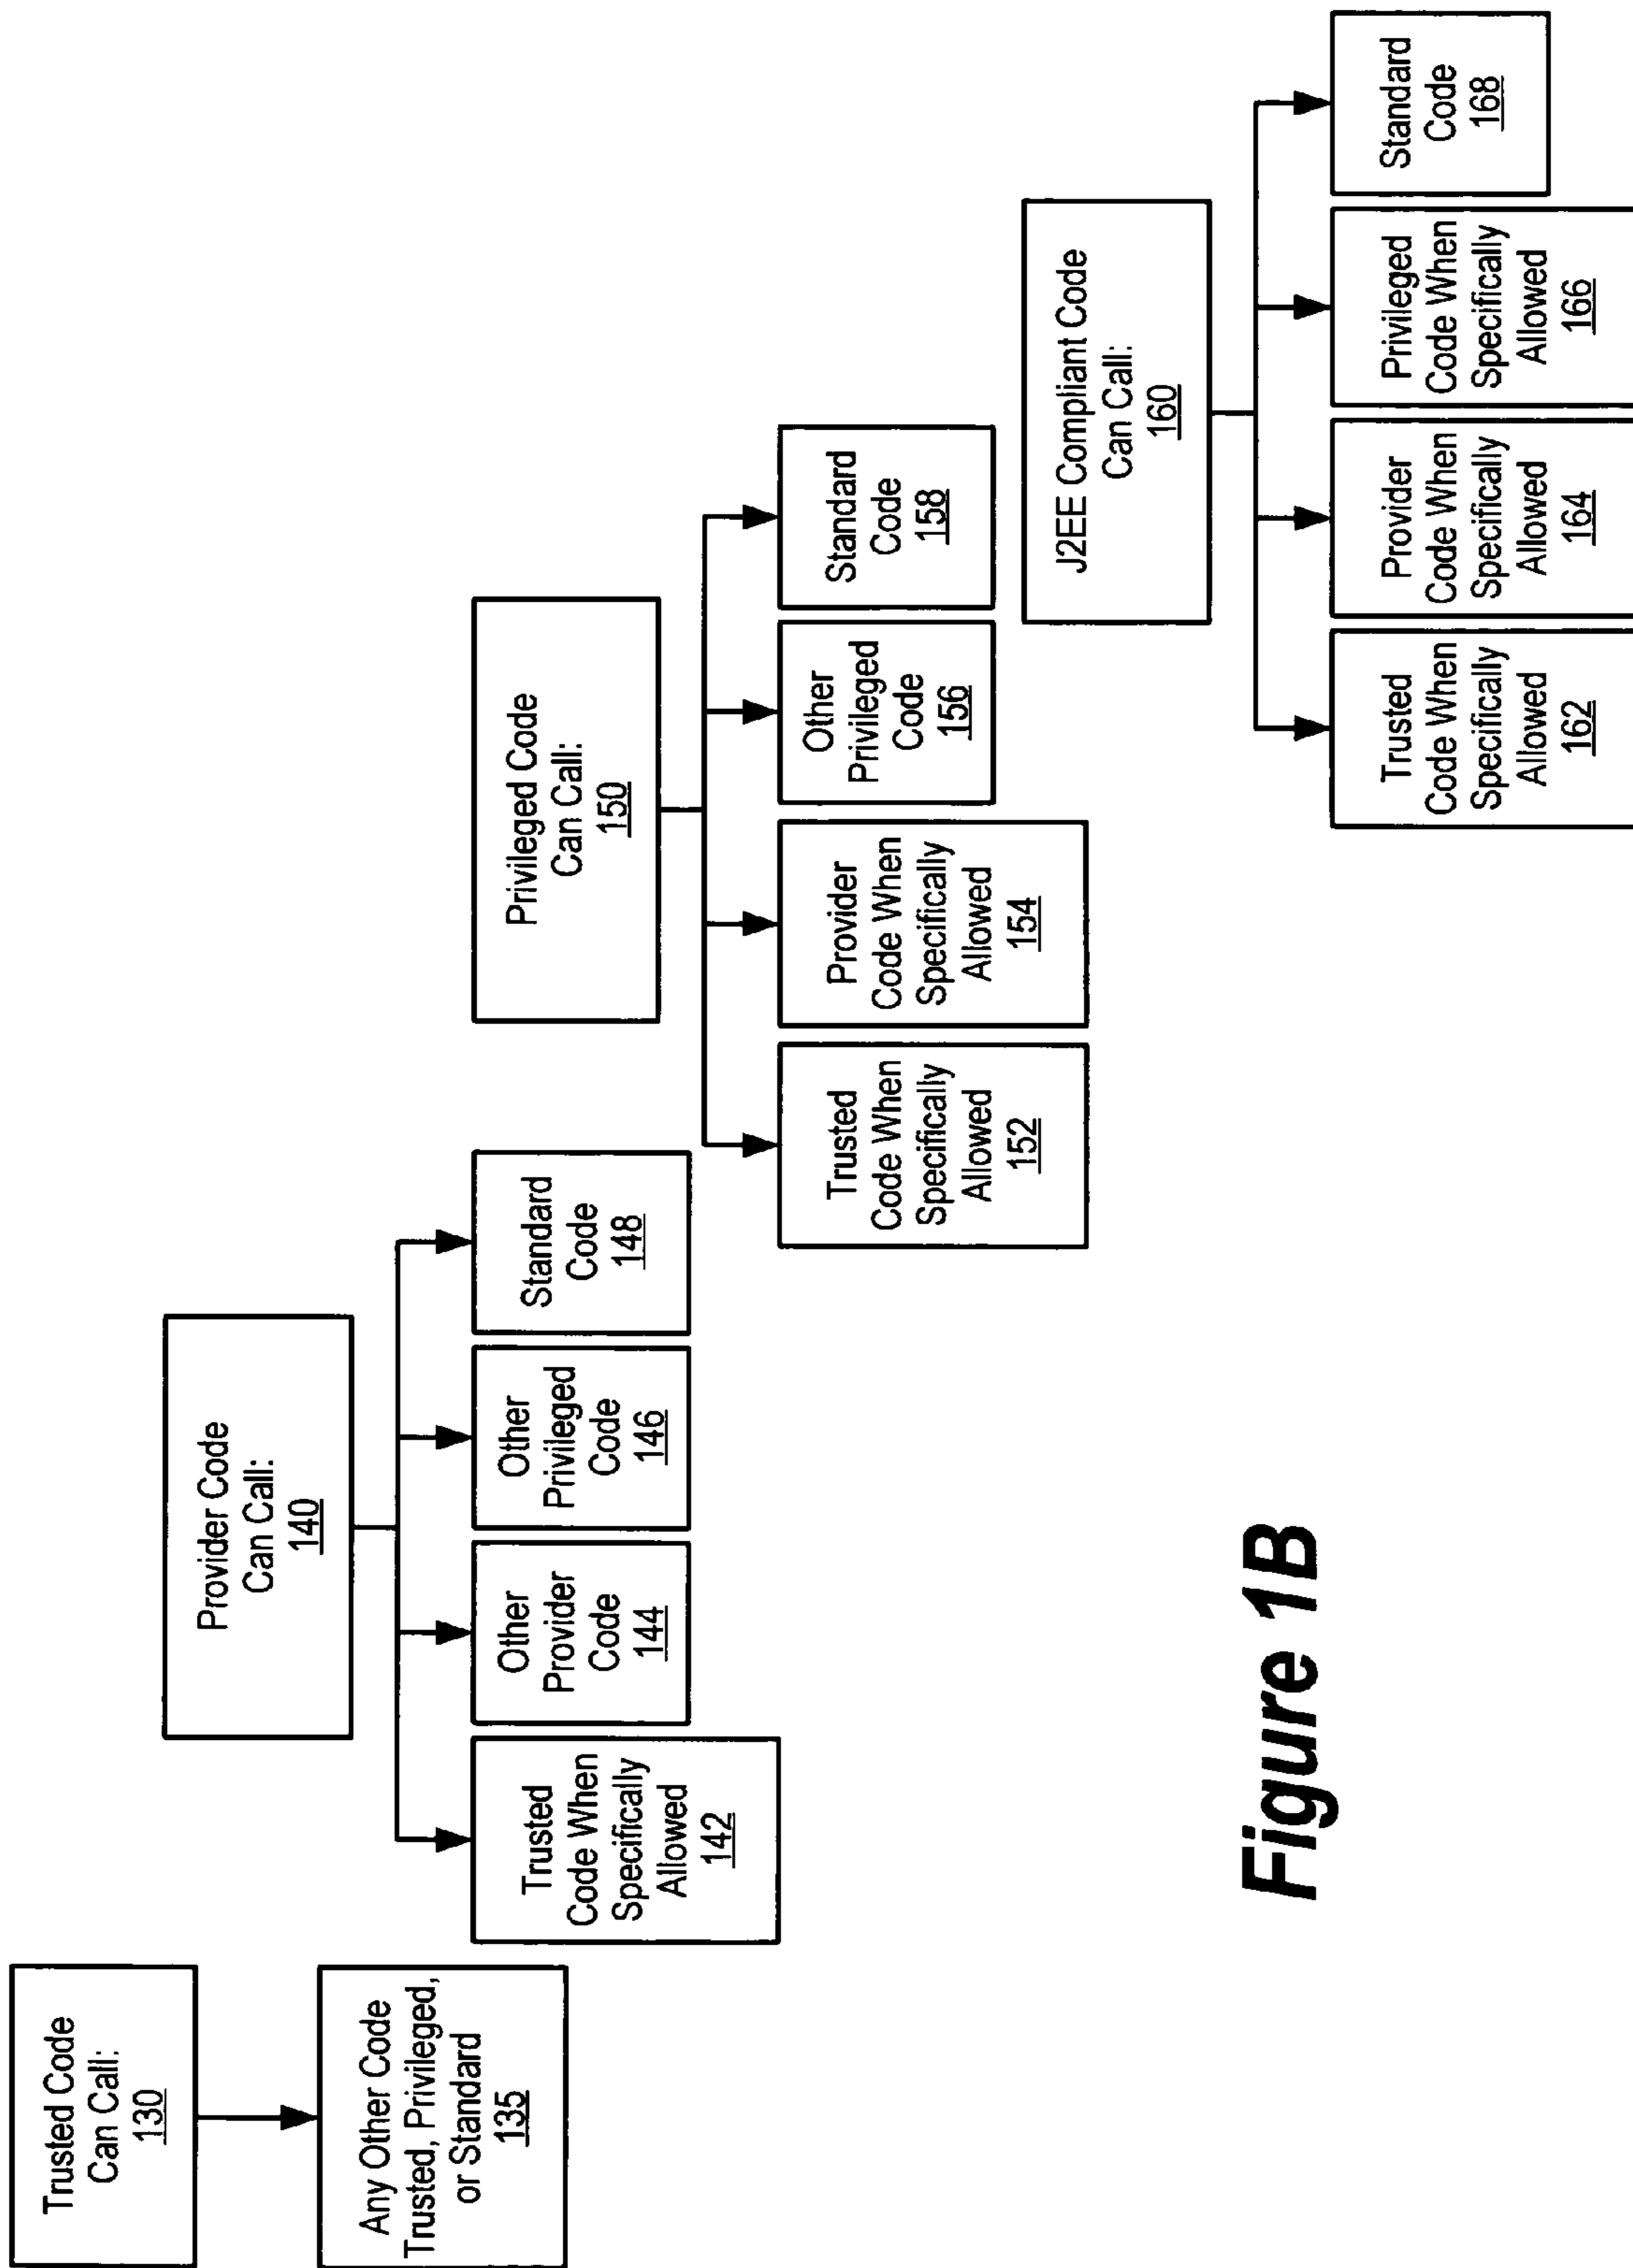 Trusted Code
Can Call:
130
Any Other Code
Trusted, Privileged,
or Standard
135
Provider Code
Can Call:
140
Trusted
Code When
Specifically
Allowed
142
Other
Provider
Code
144
Other
Privileged
Code
146
Standard
Code
148
Privileged Code
Can Call:
150
Trusted
Code When
Specifically
Allowed
152
Provider
Code When
Specifically
Allowed
154
Other
Privileged
Code
156
Standard
Code
158
J2EE Compliant Code
Can Call:
160
Trusted
Code When
Specifically
Allowed
162
Provider
Code When
Specifically
Allowed
164
Privileged
Code When
Specifically
Allowed
166
Standard
Code
168
Figure 1B